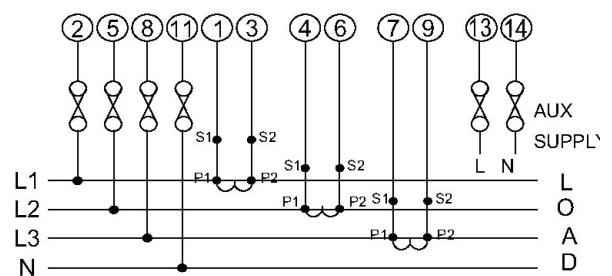 2 5 8 11 1 3 4 6 7 9 13 14
AUX
SUPPLY
S1 S2
L N
S1 S2
L1 P1 P2 L
S1 S2
L2 P1 P2 O
L3 P1 P2 A
N D